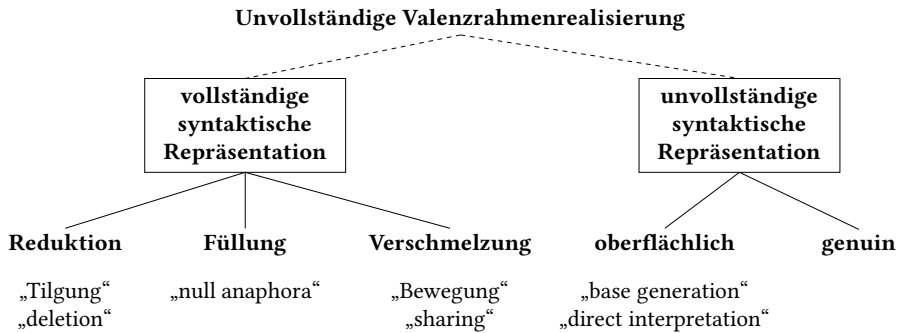 Unvollständige Valenzrahmenrealisierung
vollständige
syntaktische
Repräsentation
unvollständige
syntaktische
Repräsentation
Reduktion
Füllung
Verschmelzung
oberflächlich
genuin
„Tilgung“
„deletion“
„null anaphora“
„Bewegung“
„sharing“
„base generation“
„direct interpretation“